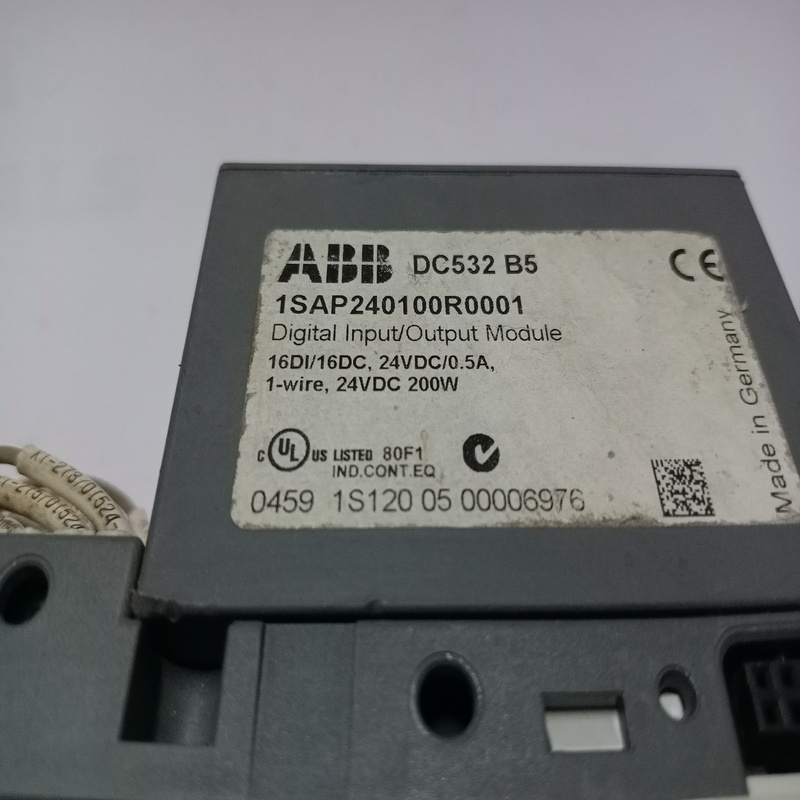 ABB DC532 B5
CE
1SAP240100R0001
Digital Input/Output Module
16DI/16DC, 24VDC/0.5A,
1-wire, 24VDC 200W
C UL US LISTED 80F1
IND.CONT.EQ
0459 1S120 05 00006976
Made in Germany